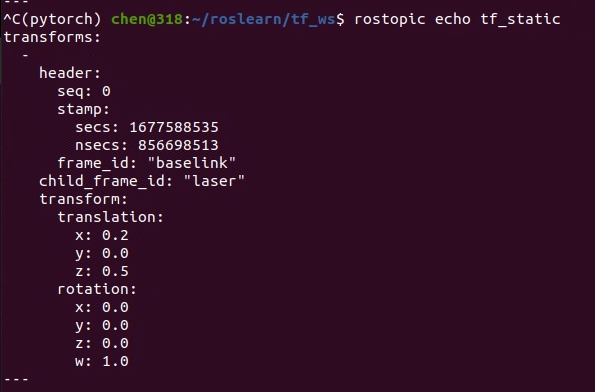 ---
^C(pytorch) chen@318:~/roslearn/tf_ws$ rostopic echo tf_static
transforms:
  -
    header:
      seq: 0
      stamp:
        secs: 1677588535
        nsecs: 856698513
      frame_id: "baselink"
    child_frame_id: "laser"
    transform:
      translation:
        x: 0.2
        y: 0.0
        z: 0.5
      rotation:
        x: 0.0
        y: 0.0
        z: 0.0
        w: 1.0
---